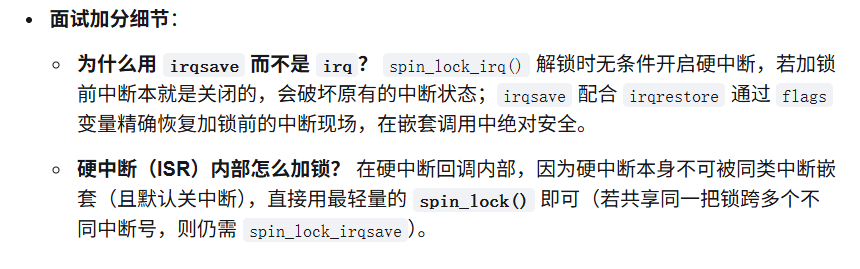 • 面试加分细节：
○ 为什么用 irqsave 而不是 irq？ spin_lock_irq() 解锁时无条件开启硬中断，若加锁
前中断本就是关闭的，会破坏原有的中断状态；irqsave 配合 irqrestore 通过 flags
变量精确恢复加锁前的中断现场，在嵌套调用中绝对安全。
○ 硬中断（ISR）内部怎么加锁？ 在硬中断回调内部，因为硬中断本身不可被同类中断嵌
套（且默认关中断），直接用最轻量的 spin_lock() 即可（若共享同一把锁跨多个不
同中断号，则仍需 spin_lock_irqsave）。